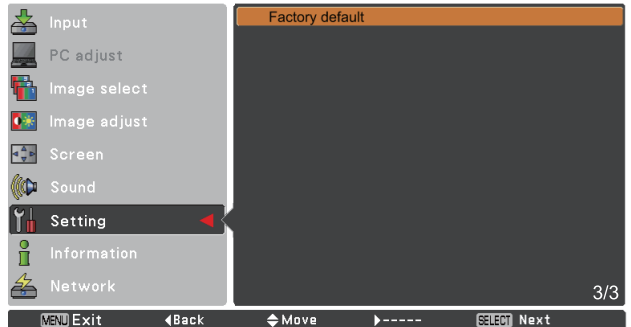 Input
PC adjust
Image select
Image adjust
Screen
Sound
Setting
Information
Network
Factory default
3/3
MENU Exit ◀Back ◆Move ▶----- SELECT Next